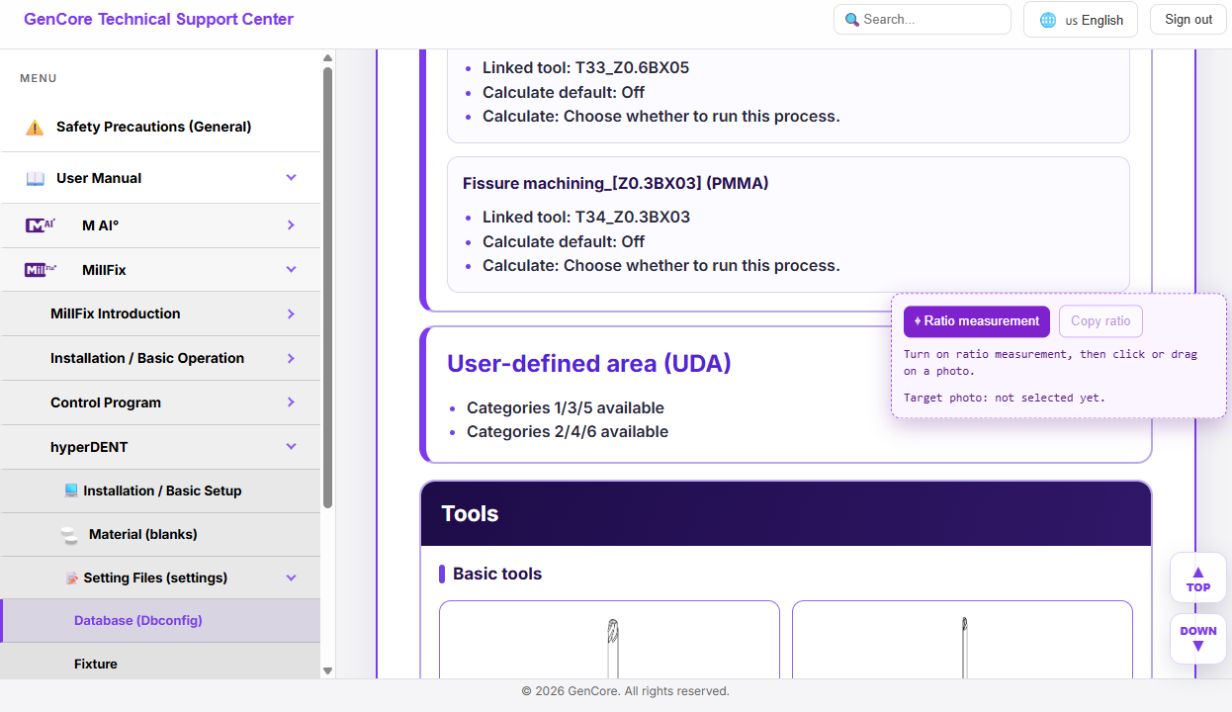 GenCore Technical Support Center
Search...
us English
Sign out
MENU
Safety Precautions (General)
User Manual
M AI°
MillFix
MillFix Introduction
Installation / Basic Operation
Control Program
hyperDENT
Installation / Basic Setup
Material (blanks)
Setting Files (settings)
Database (Dbconfig)
Fixture
Linked tool: T33_Z0.6BX05
Calculate default: Off
Calculate: Choose whether to run this process.
Fissure machining_[Z0.3BX03] (PMMA)
Linked tool: T34_Z0.3BX03
Calculate default: Off
Calculate: Choose whether to run this process.
Ratio measurement
Copy ratio
Turn on ratio measurement, then click or drag
on a photo.
Target photo: not selected yet.
User-defined area (UDA)
Categories 1/3/5 available
Categories 2/4/6 available
Tools
Basic tools
TOP
DOWN
© 2026 GenCore. All rights reserved.